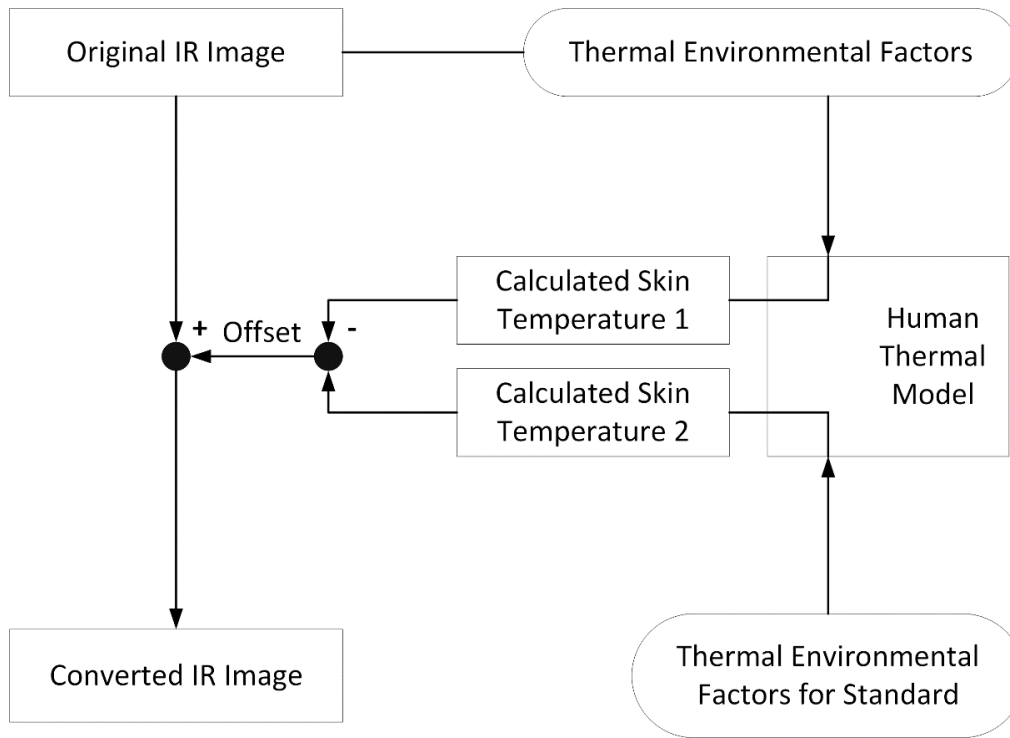 Original IR Image
Thermal Environmental Factors
Calculated Skin
Temperature 1
Human
Thermal
Model
+ Offset -
Calculated Skin
Temperature 2
Converted IR Image
Thermal Environmental
Factors for Standard